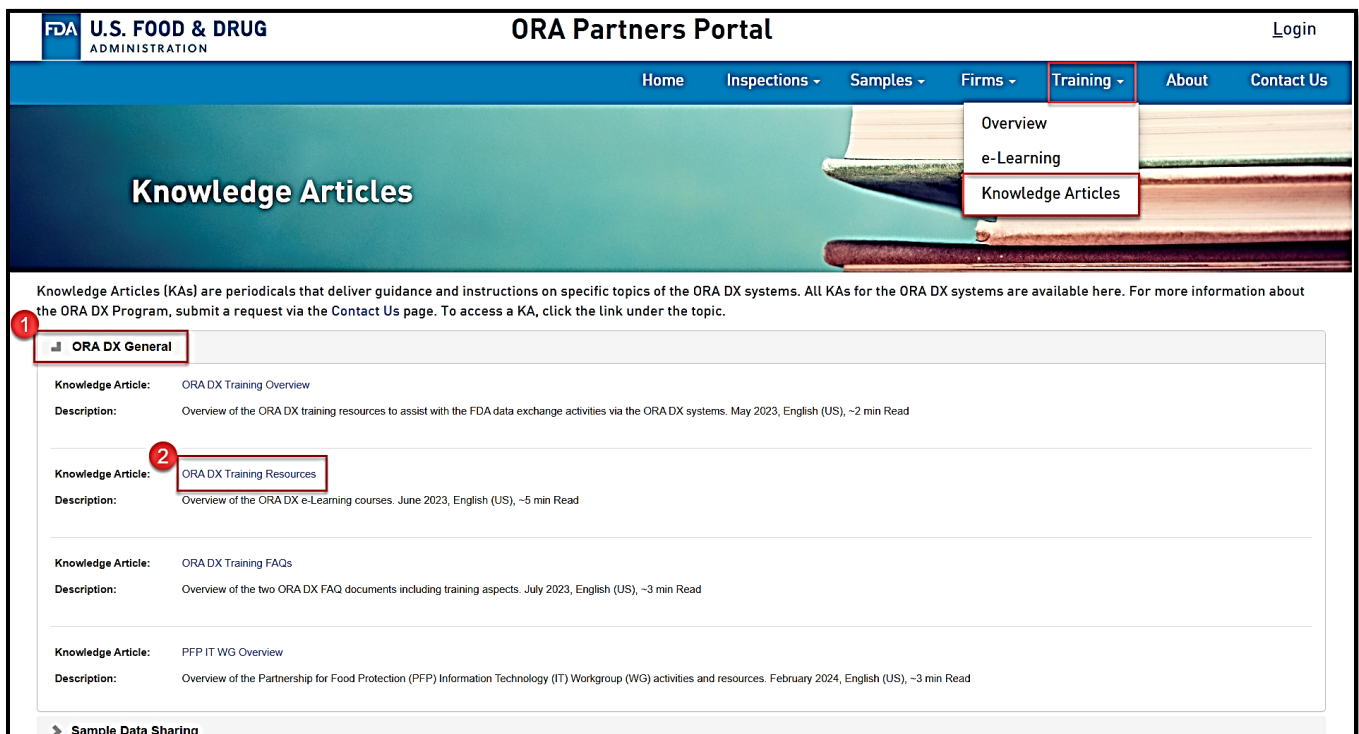 FDA U.S. FOOD & DRUG
ADMINISTRATION
ORA Partners Portal
Login
Home Inspections Samples Firms Training About Contact Us
Overview
e-Learning
Knowledge Articles
Knowledge Articles
Knowledge Articles (KAs) are periodicals that deliver guidance and instructions on specific topics of the ORA DX systems. All KAs for the ORA DX systems are available here. For more information about
the ORA DX Program, submit a request via the Contact Us page. To access a KA, click the link under the topic.
1
ORA DX General
Knowledge Article: ORA DX Training Overview
Description: Overview of the ORA DX training resources to assist with the FDA data exchange activities via the ORA DX systems. May 2023, English (US), ~2 min Read
2
Knowledge Article: ORA DX Training Resources
Description: Overview of the ORA DX e-Learning courses. June 2023, English (US), ~5 min Read
Knowledge Article: ORA DX Training FAQs
Description: Overview of the two ORA DX FAQ documents including training aspects. July 2023, English (US), ~3 min Read
Knowledge Article: PFP IT WG Overview
Description: Overview of the Partnership for Food Protection (PFP) Information Technology (IT) Workgroup (WG) activities and resources. February 2024, English (US), ~3 min Read
Sample Data Sharing